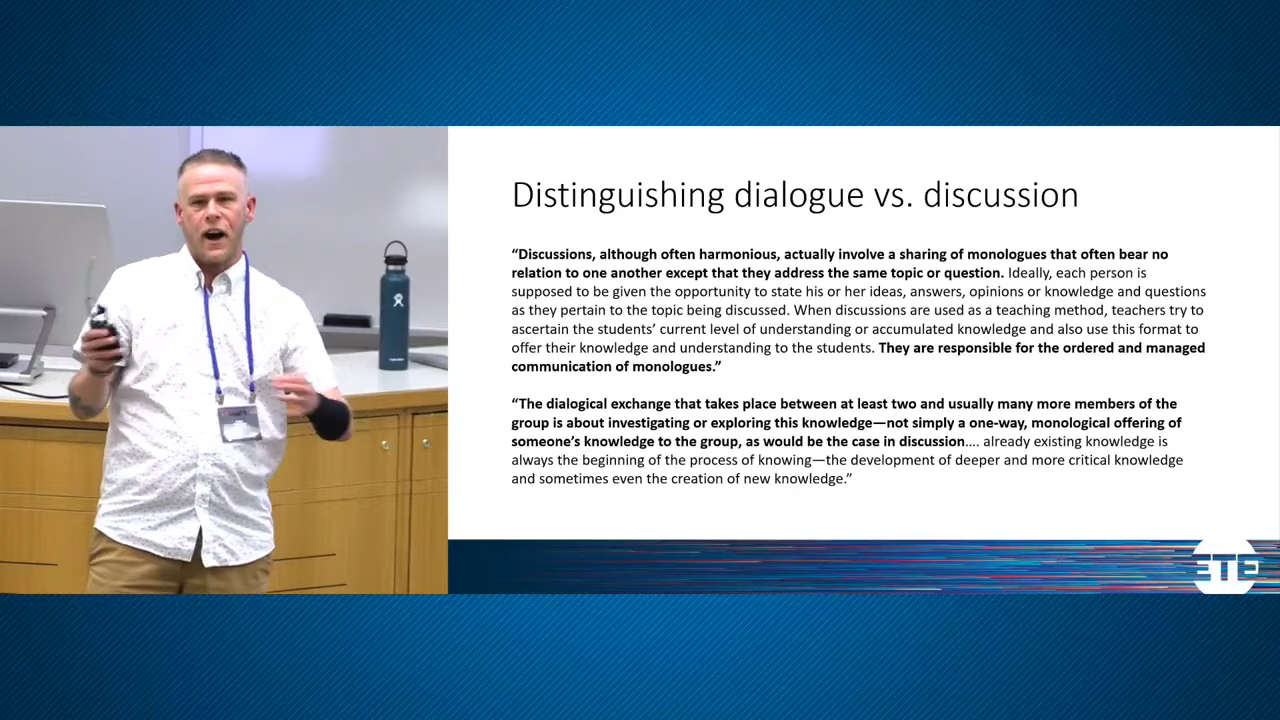 Distinguishing dialogue vs. discussion
“Discussions, although often harmonious, actually involve a sharing of monologues that often bear no
relation to one another except that they address the same topic or question. Ideally, each person is
supposed to be given the opportunity to state his or her ideas, answers, opinions or knowledge and questions
as they pertain to the topic being discussed. When discussions are used as a teaching method, teachers try to
ascertain the students’ current level of understanding or accumulated knowledge and also use this format to
offer their knowledge and understanding to the students. They are responsible for the ordered and managed
communication of monologues.”
“The dialogical exchange that takes place between at least two and usually many more members of the
group is about investigating or exploring this knowledge—not simply a one-way, monological offering of
someone’s knowledge to the group, as would be the case in discussion…. already existing knowledge is
always the beginning of the process of knowing—the development of deeper and more critical knowledge
and sometimes even the creation of new knowledge.”